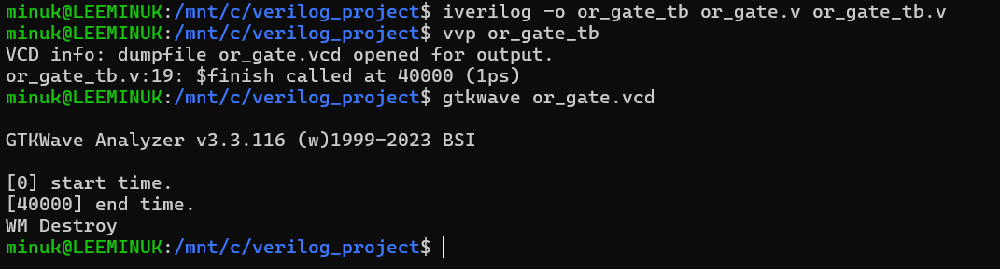 minuk@LEEMINUK:/mnt/c/verilog_project$ iverilog -o or_gate_tb or_gate.v or_gate_tb.v
minuk@LEEMINUK:/mnt/c/verilog_project$ vvp or_gate_tb
VCD info: dumpfile or_gate.vcd opened for output.
or_gate_tb.v:19: $finish called at 40000 (1ps)
minuk@LEEMINUK:/mnt/c/verilog_project$ gtkwave or_gate.vcd
GTKWave Analyzer v3.3.116 (w)1999-2023 BSI
[0] start time.
[40000] end time.
WM Destroy
minuk@LEEMINUK:/mnt/c/verilog_project$